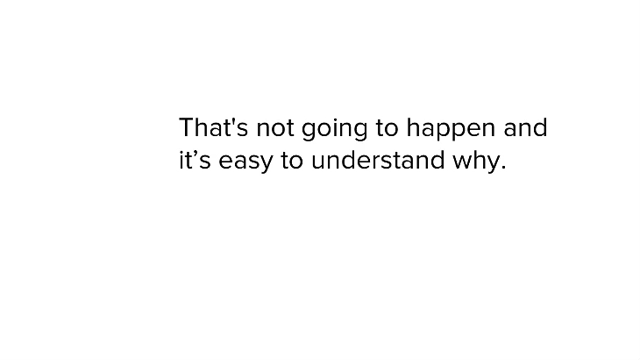 That's not going to happen and
it’s easy to understand why.